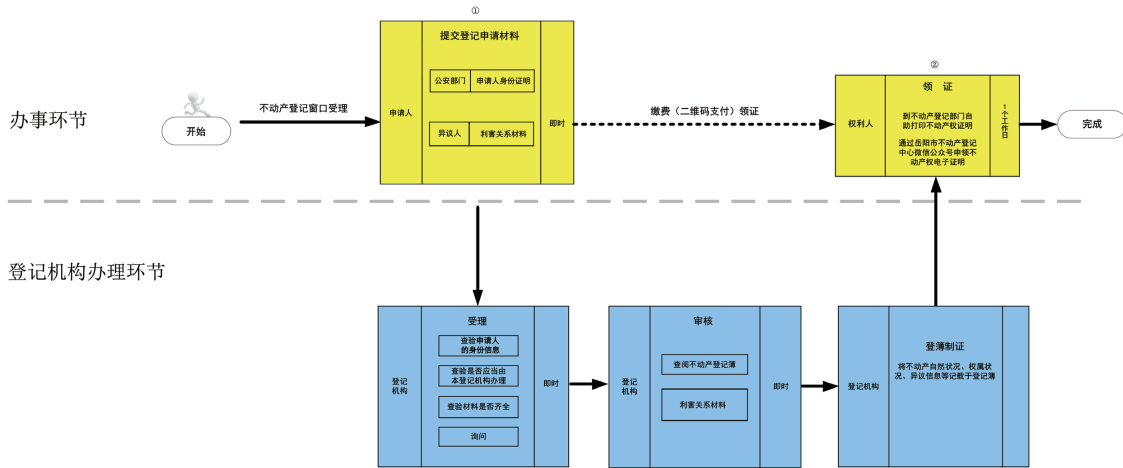 办事环节
开始
不动产登记窗口受理
①
提交登记申请材料
申请人
公安部门
申请人身份证明
异议人
利害关系材料
即时
缴费（二维码支付）领证
②
领 证
权利人
到不动产登记部门自
助打印不动产权证明
通过岳阳市不动产登记
中心微信公众号申领不
动产权电子证明
1个工作日
完成
登记机构办理环节
受理
登记
机构
查验申请人
的身份信息
查验是否应当由
本登记机构办理
查验材料是否齐全
询问
即时
审核
登记
机构
查阅不动产登记簿
利害关系材料
即时
登簿制证
登记机构
将不动产自然状况、权属状
况、异议信息等记载于登记簿